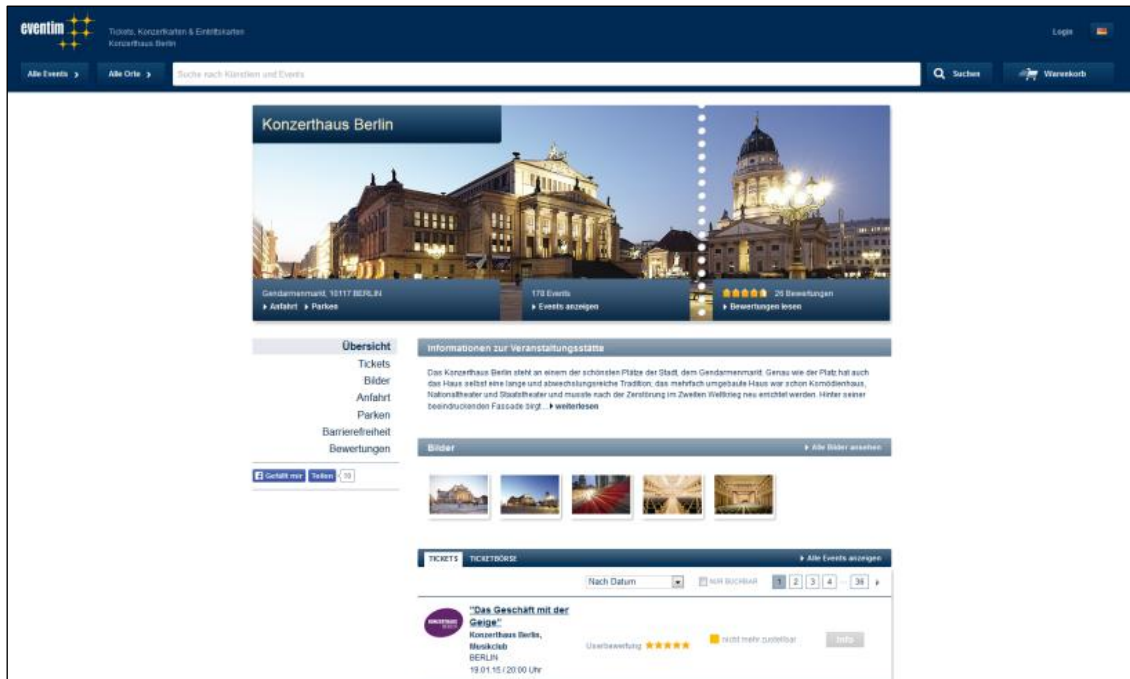 eventim
Tickets, Konzertkarten & Eintrittskarten
Konzerthaus Berlin
Login
Alle Events
Alle Orte
Suche nach Künstlern und Events
Suchen
Warenkorb
Konzerthaus Berlin
Gendarmenmarkt, 10117 BERLIN
Anfahrt Parken
178 Events
Events anzeigen
26 Bewertungen
Bewertungen lesen
Übersicht
Tickets
Bilder
Anfahrt
Parken
Barrierefreiheit
Bewertungen
Gefällt mir Teilen
Informationen zur Veranstaltungsstätte
Das Konzerthaus Berlin steht an einem der schönsten Plätze der Stadt, dem Gendarmenmarkt. Genau wie der Platz hat auch
das Haus selbst eine lange und abwechslungsreiche Tradition; das mehrfach umgebaute Haus war schon Komödienhaus,
Nationaltheater und Staatstheater und musste nach der Zerstörung im Zweiten Weltkrieg neu errichtet werden. Hinter seiner
beeindruckenden Fassade birgt... weiterlesen
Bilder
Alle Bilder ansehen
TICKETS TICKETBÖRSE
Alle Events anzeigen
Nach Datum
NUR BUCHBAR
1 2 3 4 ... 36
"Das Geschäft mit der
Geige"
Konzerthaus Berlin,
Musikclub
BERLIN
19.01.15 / 20:00 Uhr
Userbewertung
nicht mehr zustellbar
Info